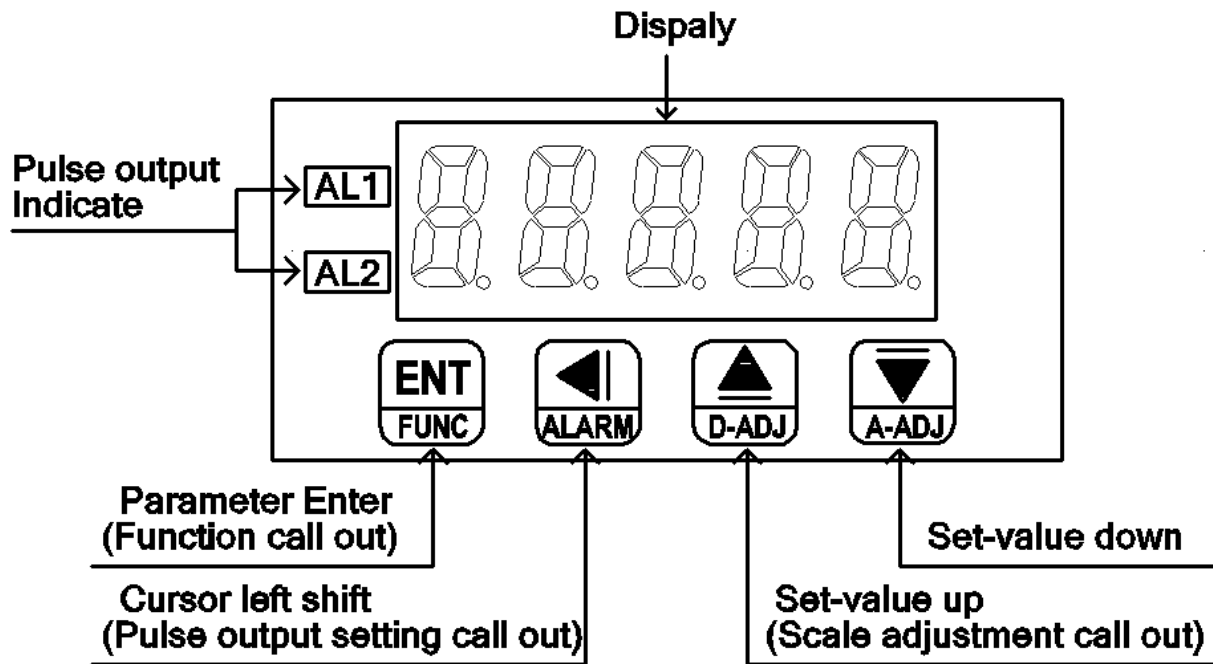 Dispaly
Pulse output
Indicate
AL1
AL2
ENT
FUNC
ALARM
D-ADJ
A-ADJ
Parameter Enter
(Function call out)
Set-value down
Cursor left shift
(Pulse output setting call out)
Set-value up
(Scale adjustment call out)